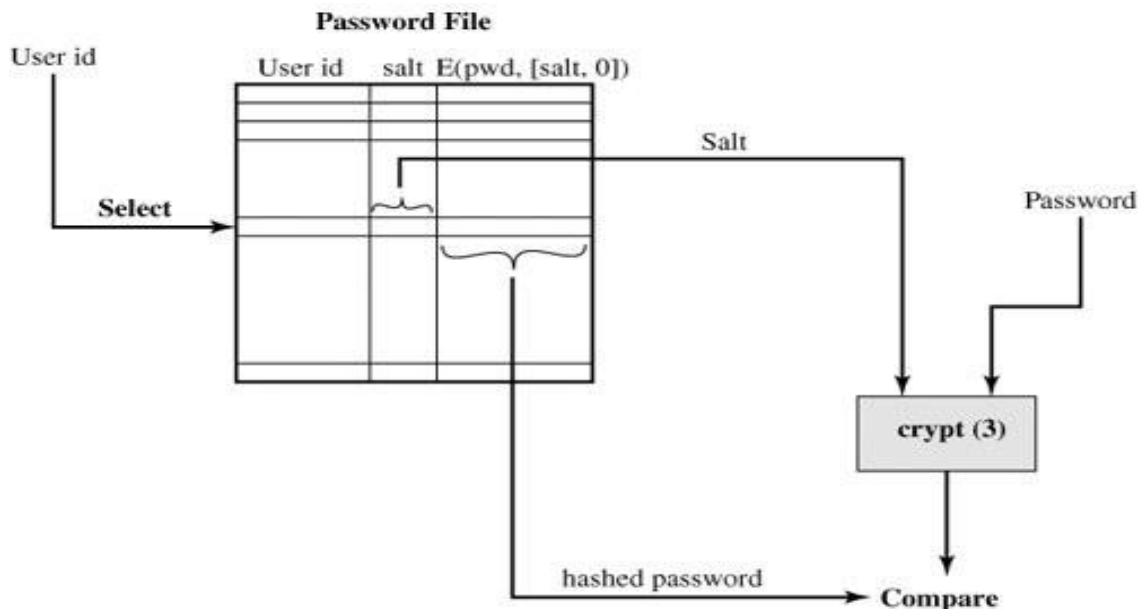 Password File
User id
User id salt E(pwd, [salt, 0])
Salt
Select
Password
crypt (3)
hashed password
Compare